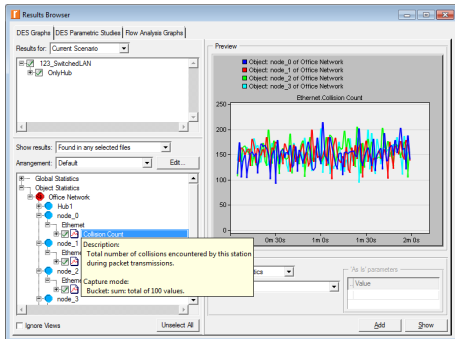 Results Browser
DES Graphs DES Parametric Studies Flow Analysis Graphs
Results for: Current Scenario
123_SwitchedLAN
OnlyHub
Show results: Found in any selected files
Arrangement: Default Edit...
Global Statistics
Object Statistics
Office Network
Hub1
node_0
Ethernet
Collision Count
node_1
Ethernet
node_2
Ethernet
node_3
Description:
Total number of collisions encountered by this station
during packet transmissions.
Capture mode:
Bucket: sum: total of 100 values.
Ignore Views Unselect All
Preview
Object: node_0 of Office Network
Object: node_1 of Office Network
Object: node_2 of Office Network
Object: node_3 of Office Network
Ethernet.Collision Count
250
200
150
100
50
0
0m 30s 1m 0s 1m 30s 2m 0s
'As Is' parameters
Value
Add Show